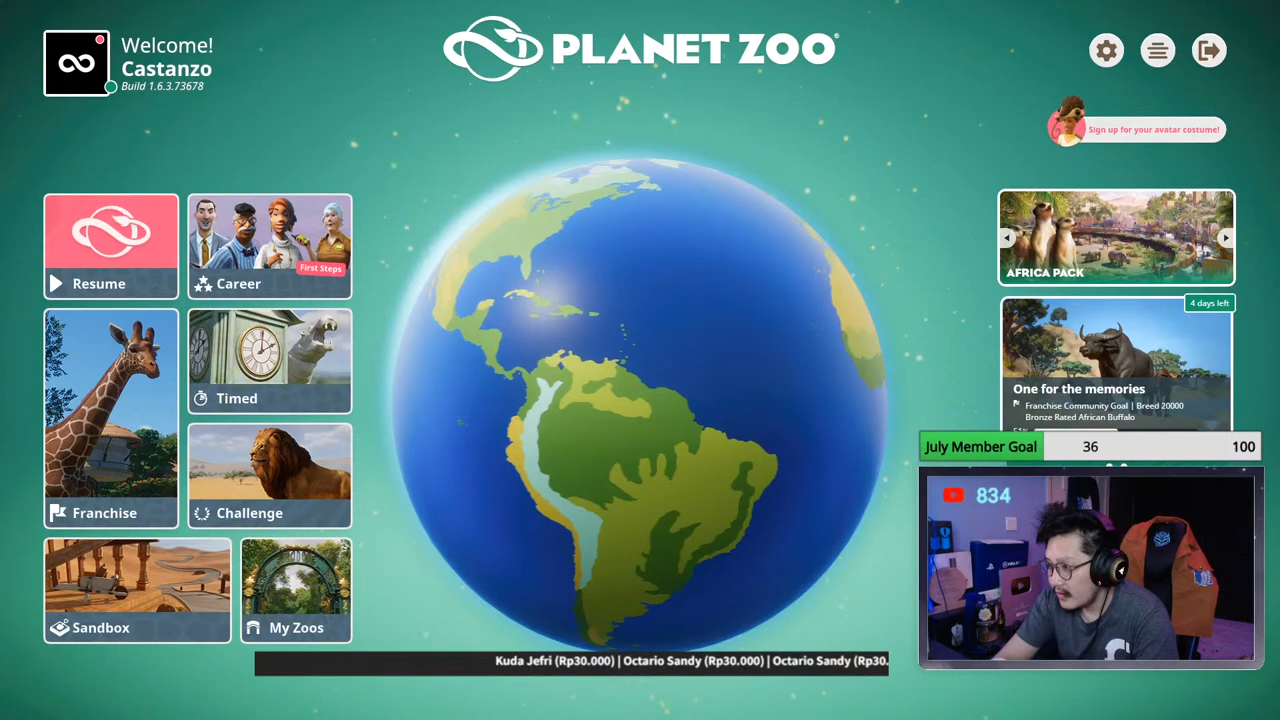 Welcome!
Castanzo
Build 1.6.3.73678
PLANET ZOO®
Sign up for your avatar costume!
Resume
First Steps
Career
Timed
Franchise
Challenge
Sandbox
My Zoos
AFRICA PACK
4 days left
One for the memories
Franchise Community Goal | Breed 20000
Bronze Rated African Buffalo
51%
July Member Goal 36 100
834
Kuda Jefri (Rp30.000) | Octario Sandy (Rp30.000) | Octario Sandy (Rp30.